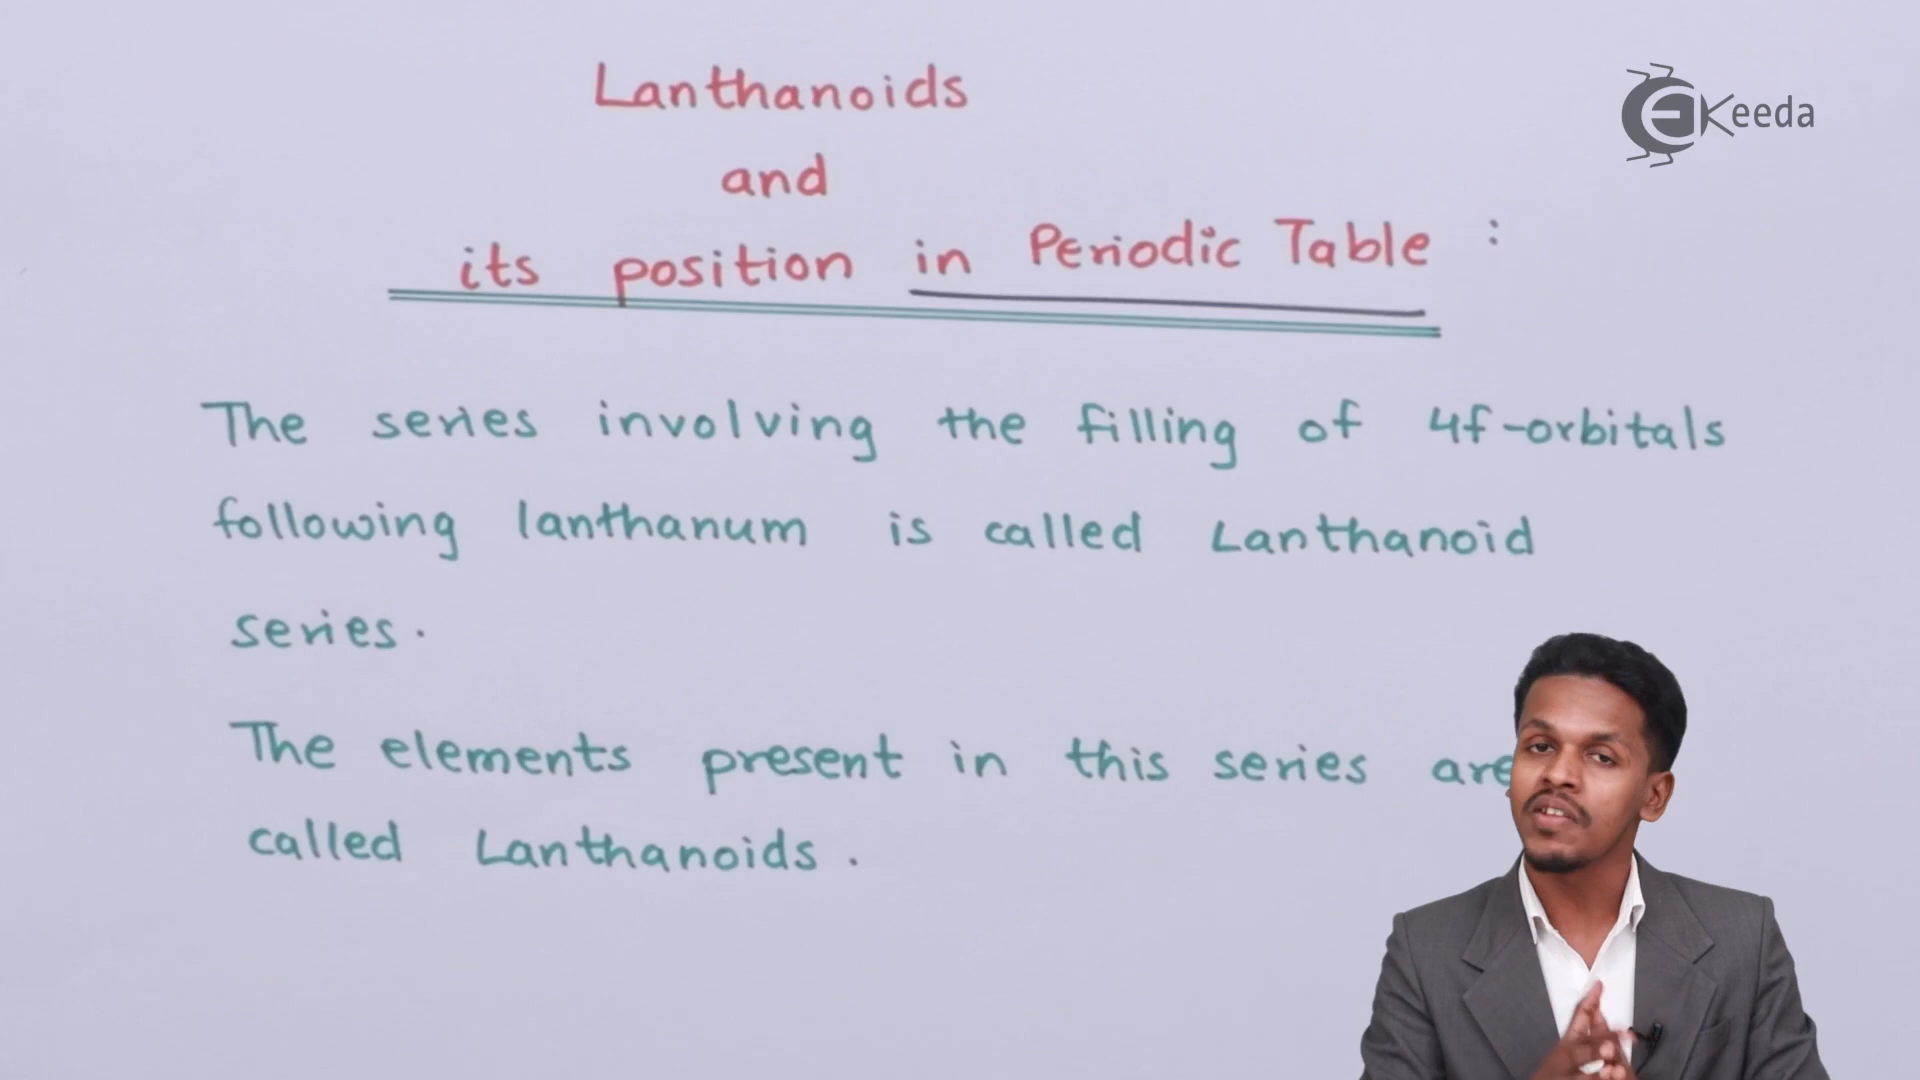 Lanthanoids
EKeeda
and
its position in Periodic Table :
The series involving the filling of 4f-orbitals
following lanthanum is called Lanthanoid
series.
The elements present in this series are
called Lanthanoids.